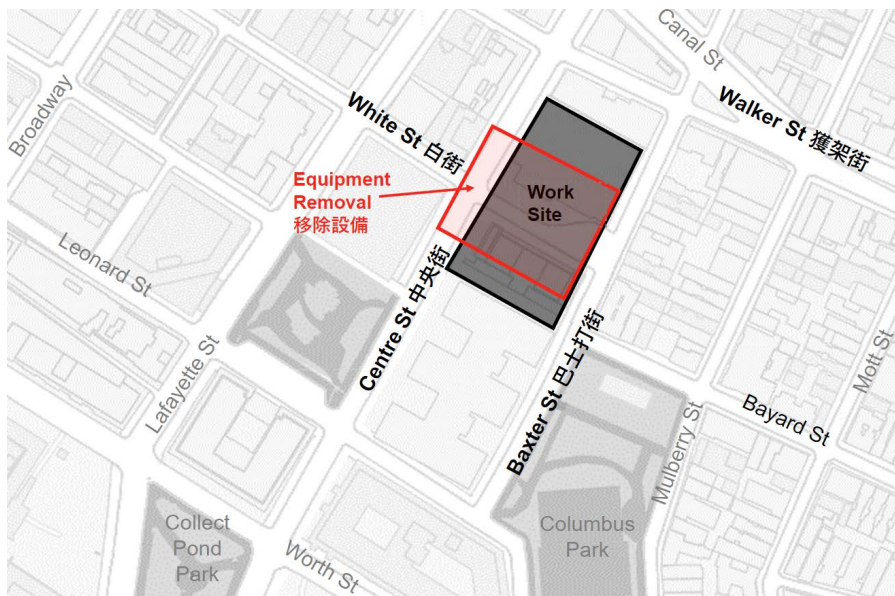 Canal St
Broadway
White St 白街
Walker St 獲架街
Equipment
Removal
移除設備
Work
Site
Leonard St
Lafayette St
Centre St 中央街
Baxter St 巴士打街
Mott St
Mulberry St
Bayard St
Collect
Pond
Park
Worth St
Columbus
Park